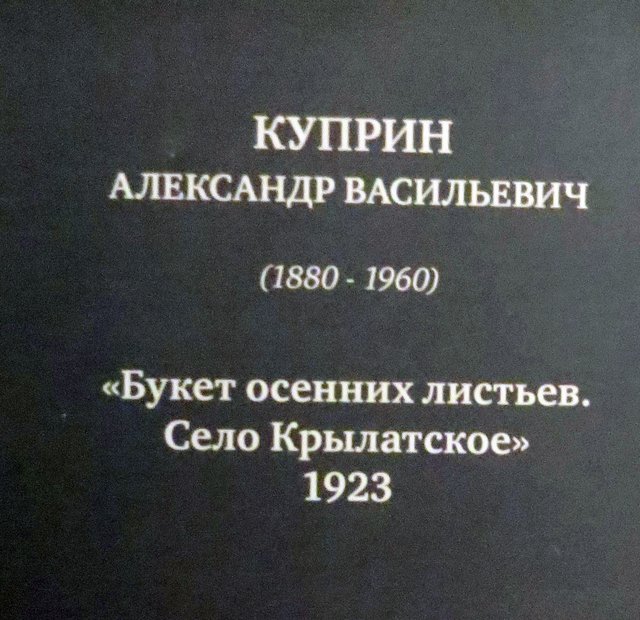 КУПРИН
АЛЕКСАНДР ВАСИЛЬЕВИЧ
(1880 - 1960)
«Букет осенних листьев.
Село Крылатское»
1923